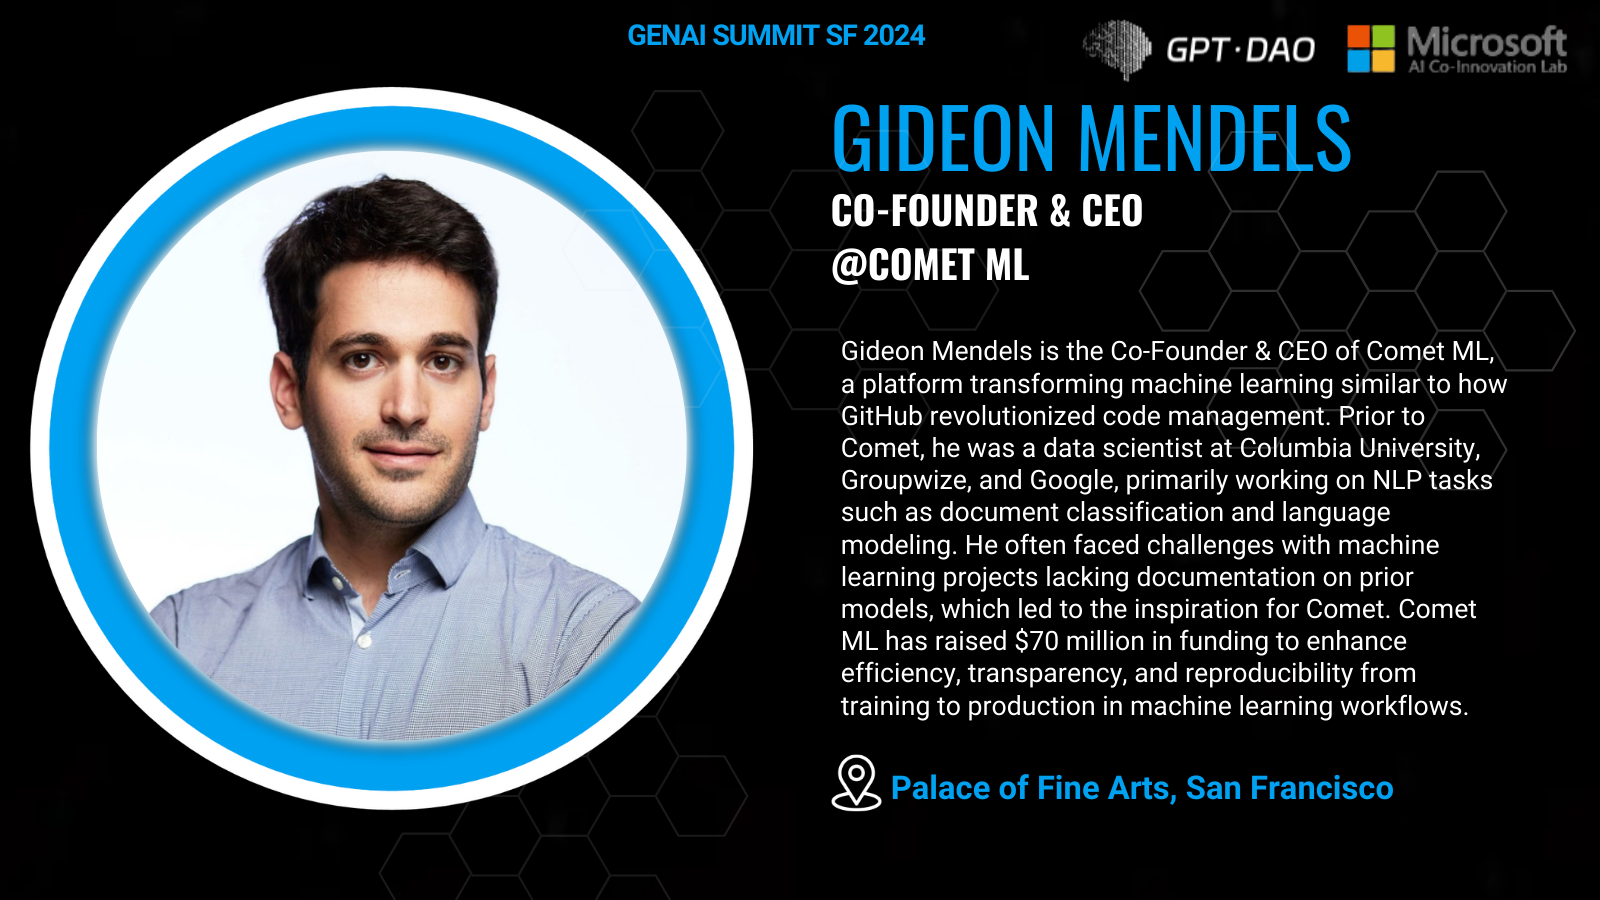 GENAI SUMMIT SF 2024
GPT·DAO
Microsoft
AI Co-Innovation Lab
GIDEON MENDELS
CO-FOUNDER & CEO
@COMET ML
Gideon Mendels is the Co-Founder & CEO of Comet ML,
a platform transforming machine learning similar to how
GitHub revolutionized code management. Prior to
Comet, he was a data scientist at Columbia University,
Groupwize, and Google, primarily working on NLP tasks
such as document classification and language
modeling. He often faced challenges with machine
learning projects lacking documentation on prior
models, which led to the inspiration for Comet. Comet
ML has raised $70 million in funding to enhance
efficiency, transparency, and reproducibility from
training to production in machine learning workflows.
Palace of Fine Arts, San Francisco